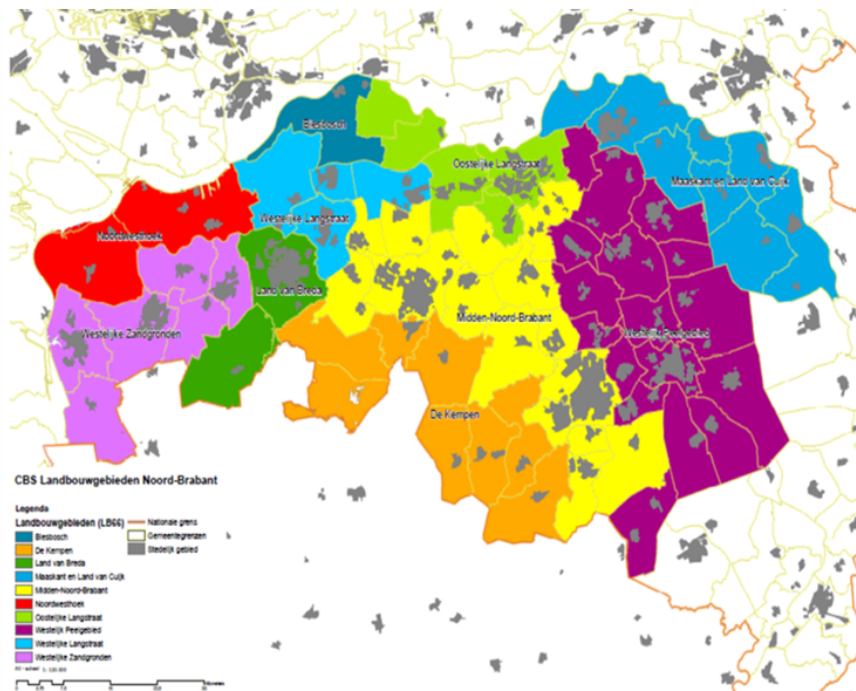 Biesbosch
Oostelijke Langstraat
Maaskant en Land van Cuijk
Westelijke Langstraat
Noordwesthoek
Land van Breda
Midden-Noord-Brabant
Westelijke Zandgronden
Westelijk Peelgebied
De Kempen
CBS Landbouwgebieden Noord-Brabant
Legenda
Landbouwgebieden (LB66)
Nationale grens
Gemeentegrenzen
Stedelijk gebied
Biesbosch
De Kempen
Land van Breda
Maaskant en Land van Cuijk
Midden-Noord-Brabant
Noordwesthoek
Oostelijke Langstraat
Westelijk Peelgebied
Westelijke Langstraat
Westelijke Zandgronden